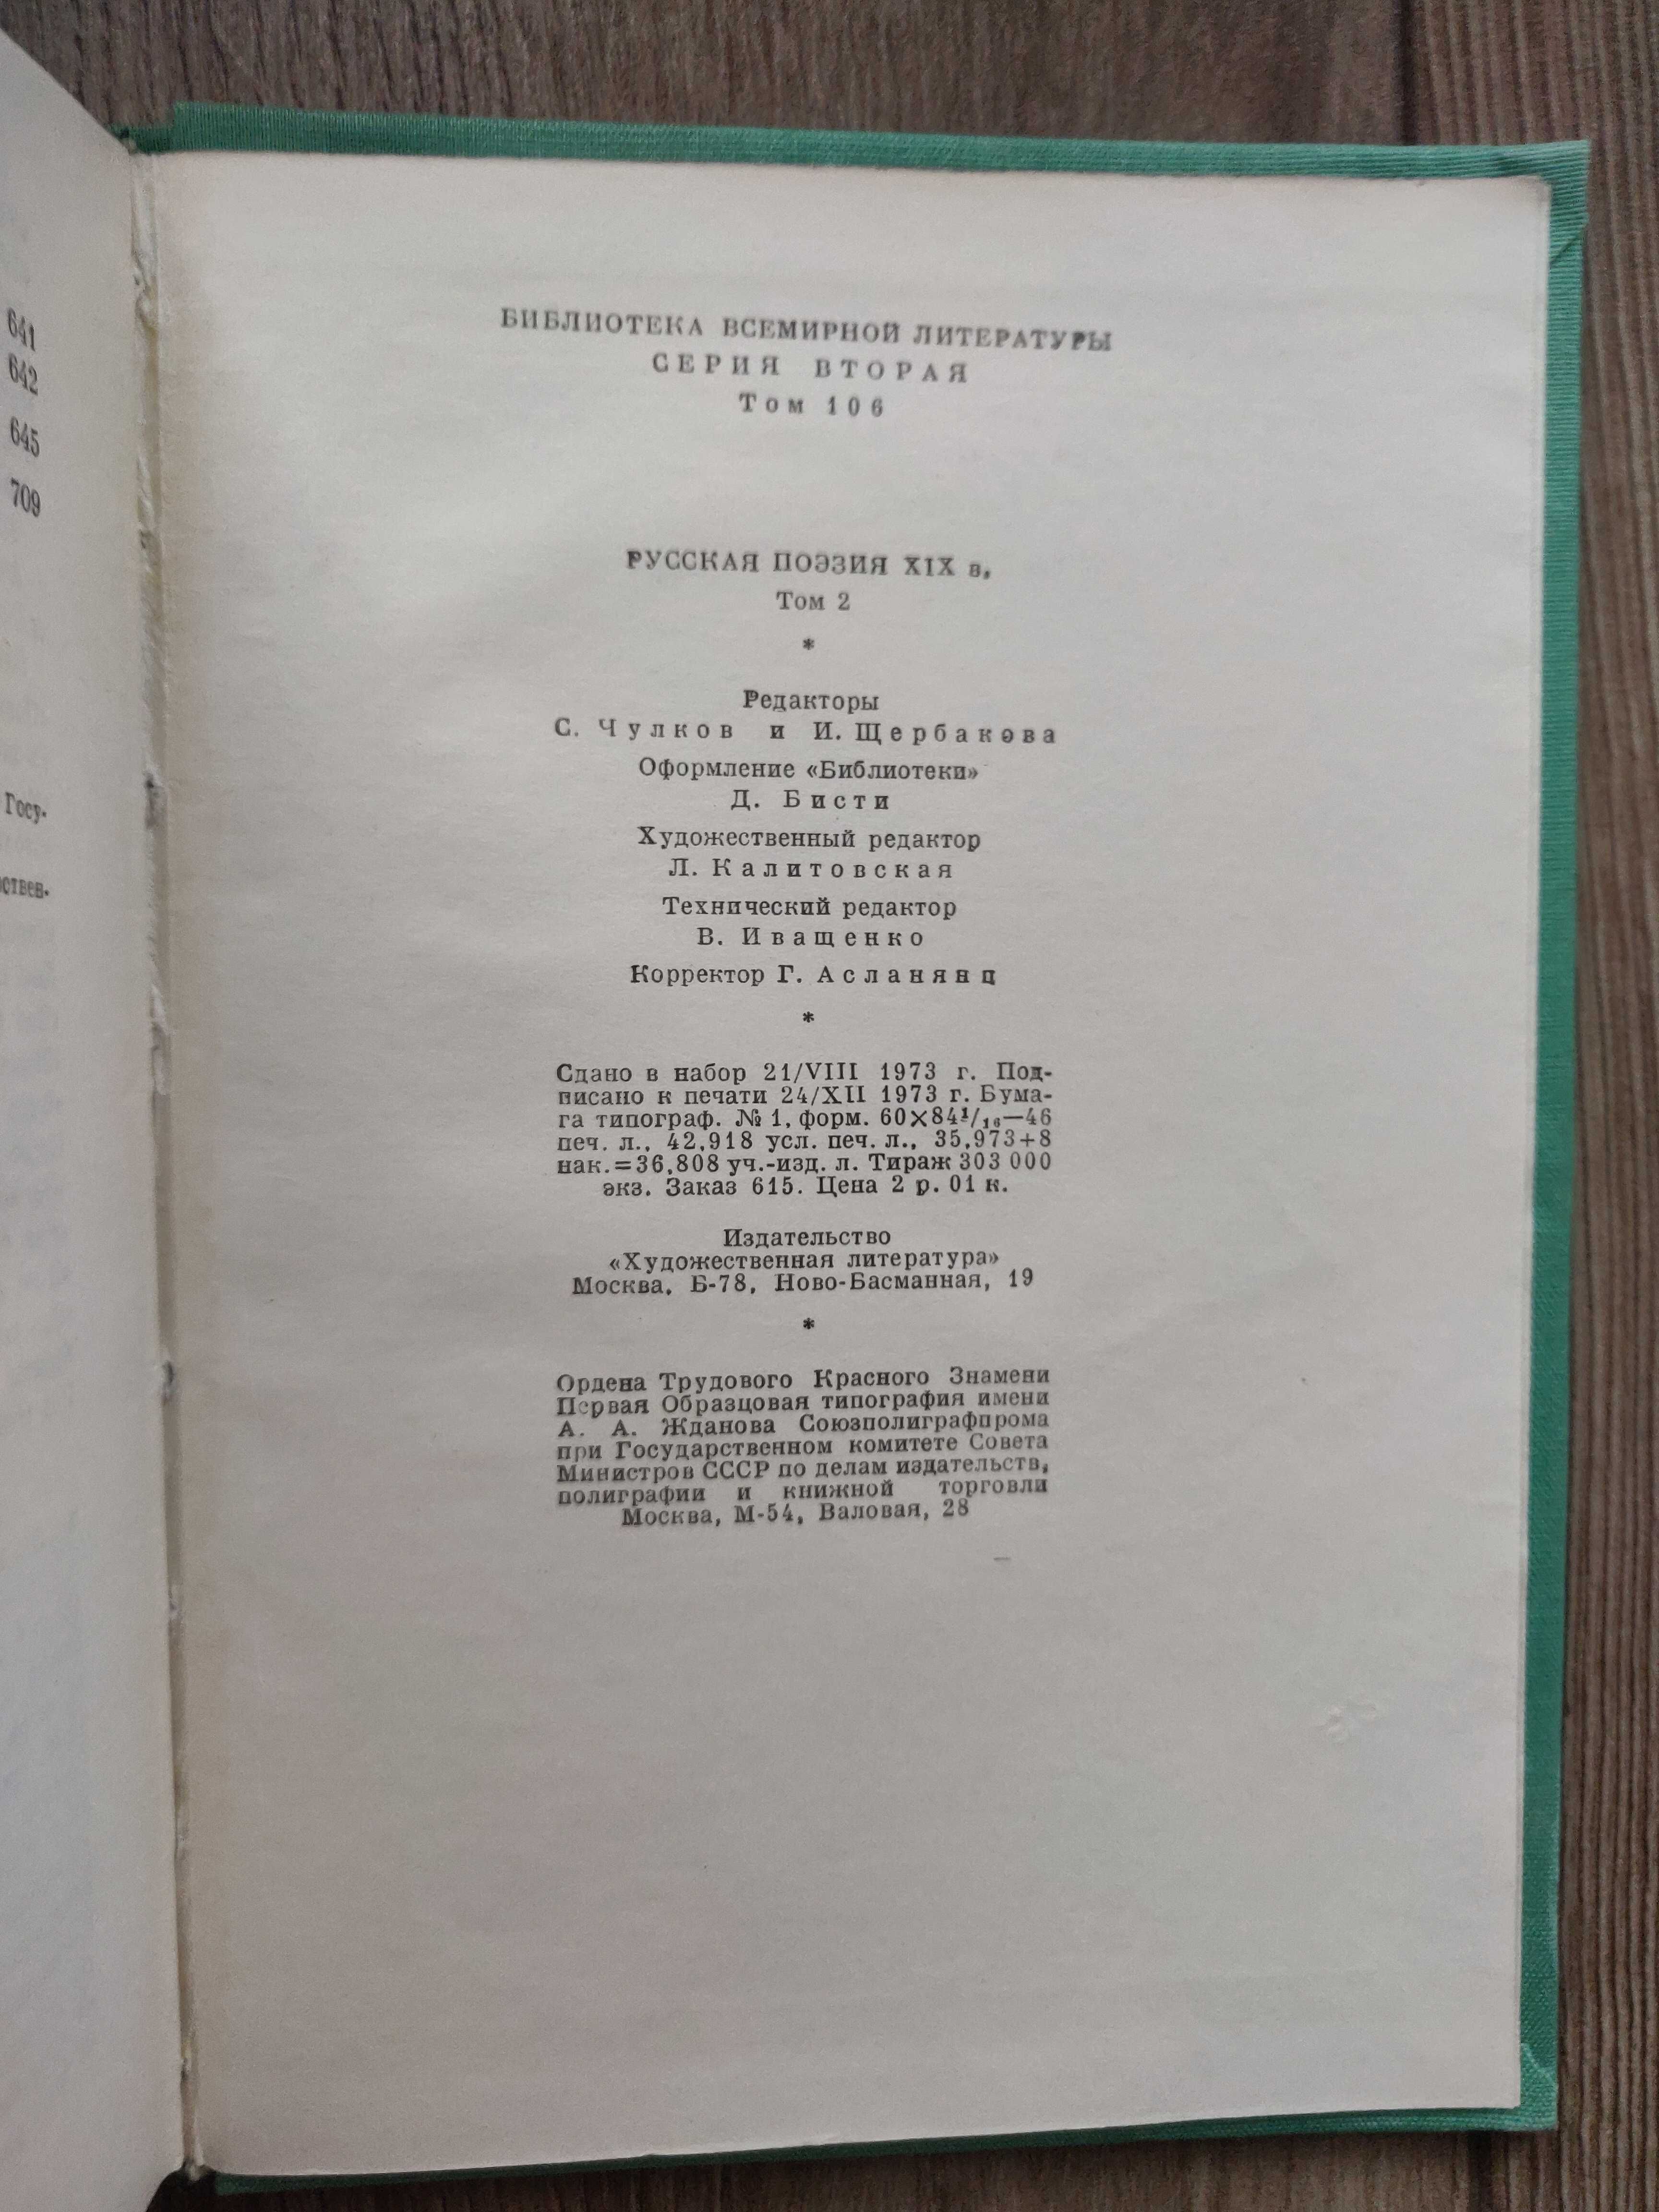 641
642
645
709
Госу-
ствен-
БИБЛИОТЕКА ВСЕМИРНОЙ ЛИТЕРАТУРЫ
СЕРИЯ ВТОРАЯ
Том 106
РУССКАЯ ПОЭЗИЯ XIX в.
Том 2
*
Редакторы
С. Чулков и И. Щербакова
Оформление «Библиотеки»
Д. Бисти
Художественный редактор
Л. Калитовская
Технический редактор
В. Иващенко
Корректор Г. Асланянц
*
Сдано в набор 21/VIII 1973 г. Под-
писано к печати 24/XII 1973 г. Бума-
га типограф. № 1, форм. 60×84¹/₁₆—46
печ. л., 42,918 усл. печ. л., 35,973+8
нак.=36,808 уч.-изд. л. Тираж 303 000
экз. Заказ 615. Цена 2 р. 01 к.
Издательство
«Художественная литература»
Москва, Б-78, Ново-Басманная, 19
*
Ордена Трудового Красного Знамени
Первая Образцовая типография имени
А. А. Жданова Союзполиграфпрома
при Государственном комитете Совета
Министров СССР по делам издательств,
полиграфии и книжной торговли
Москва, М-54, Валовая, 28